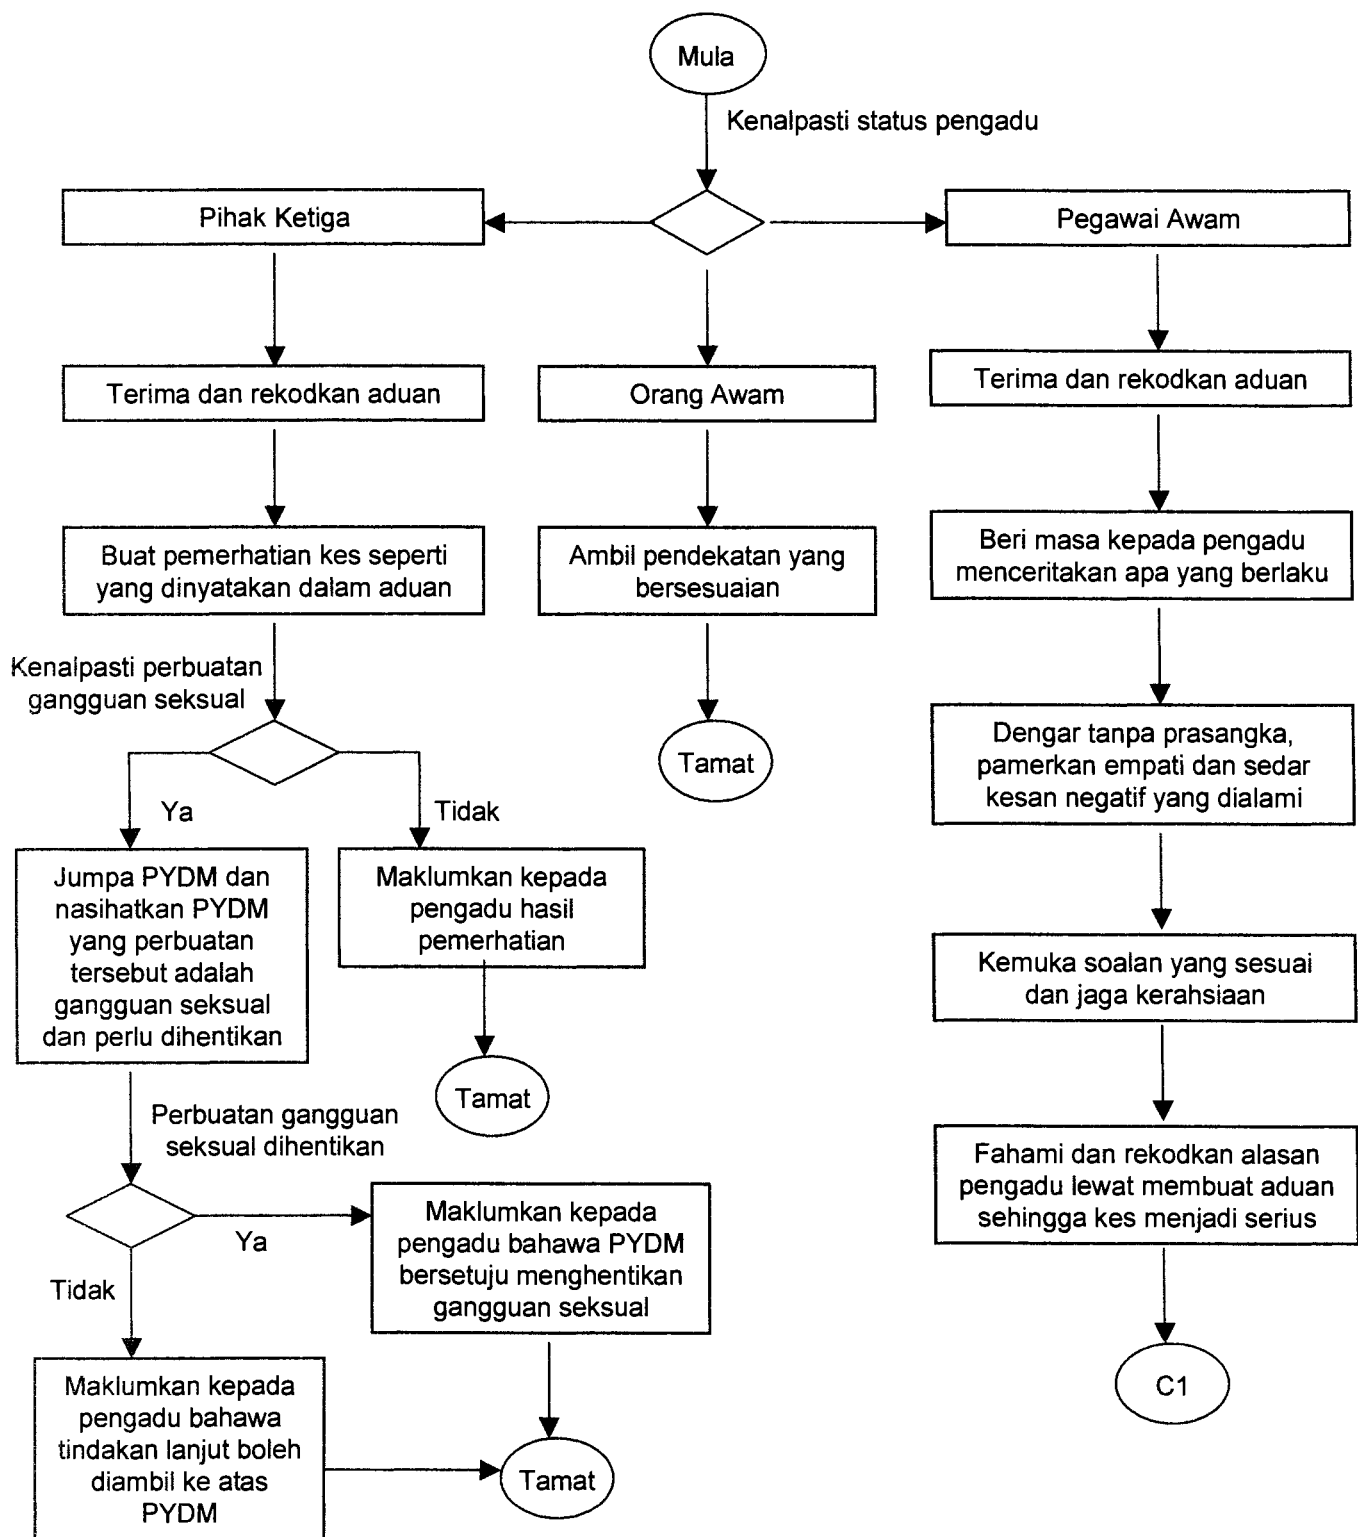 Mula
Kenalpasti status pengadu
Pihak Ketiga
Pegawai Awam
Terima dan rekodkan aduan
Orang Awam
Terima dan rekodkan aduan
Buat pemerhatian kes seperti
yang dinyatakan dalam aduan
Ambil pendekatan yang
bersesuaian
Beri masa kepada pengadu
menceritakan apa yang berlaku
Kenalpasti perbuatan
gangguan seksual
Tamat
Dengar tanpa prasangka,
pamerkan empati dan sedar
kesan negatif yang dialami
Ya
Tidak
Jumpa PYDM dan
nasihatkan PYDM
yang perbuatan
tersebut adalah
gangguan seksual
dan perlu dihentikan
Maklumkan kepada
pengadu hasil
pemerhatian
Kemuka soalan yang sesuai
dan jaga kerahsiaan
Tamat
Perbuatan gangguan
seksual dihentikan
Fahami dan rekodkan alasan
pengadu lewat membuat aduan
sehingga kes menjadi serius
Ya
Maklumkan kepada
pengadu bahawa PYDM
bersetuju menghentikan
gangguan seksual
Tidak
Maklumkan kepada
pengadu bahawa
tindakan lanjut boleh
diambil ke atas
PYDM
Tamat
C1